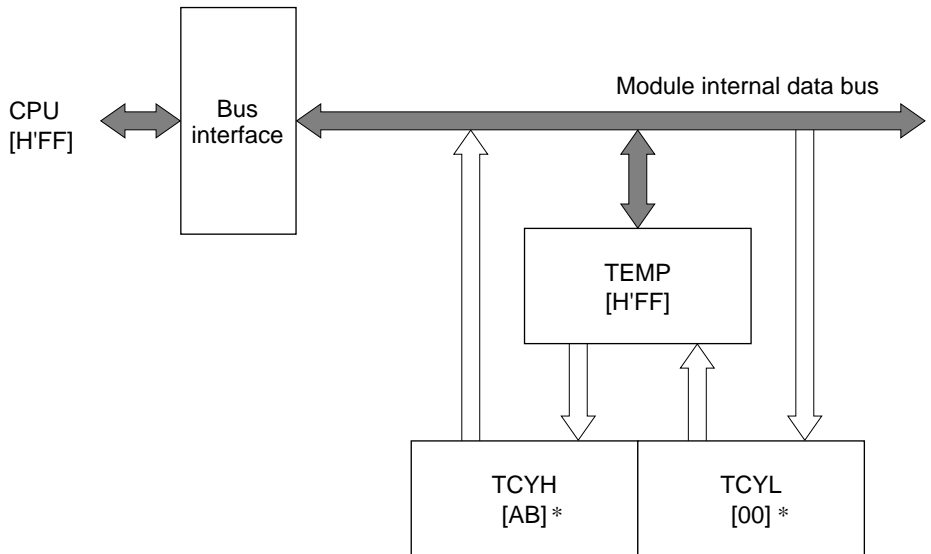 Module internal data bus
CPU
[H'FF]
Bus
interface
TEMP
[H'FF]
TCYH
[AB] *
TCYL
[00] *